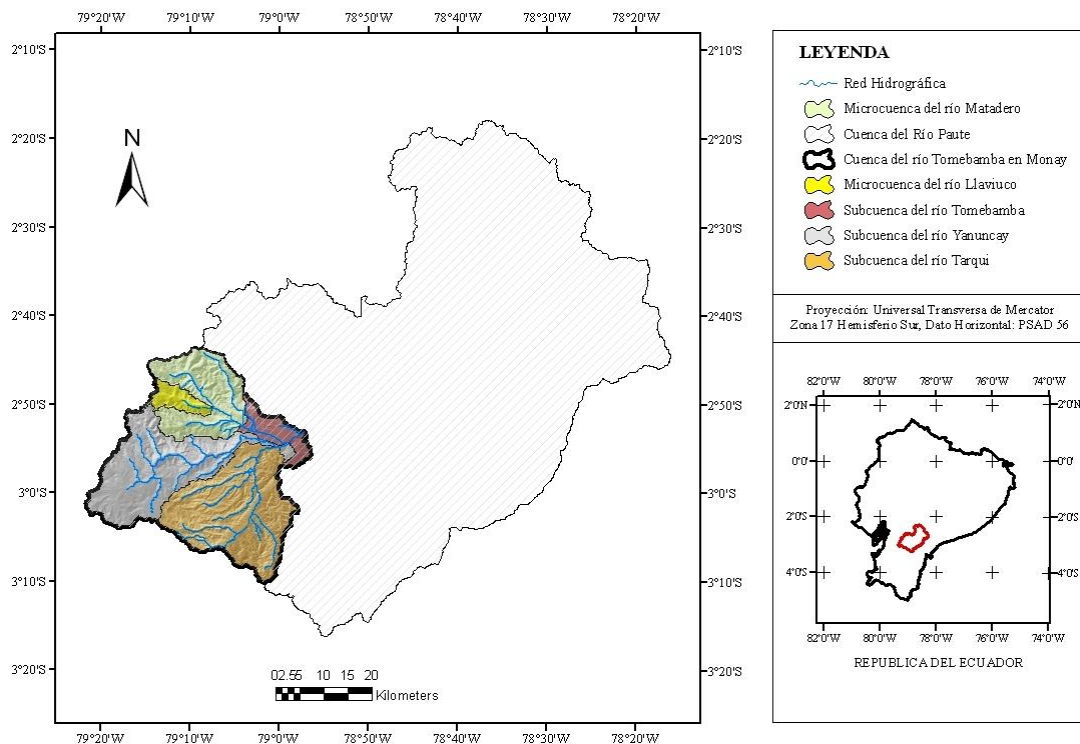 79°20'W 79°10'W 79°0'W 78°50'W 78°40'W 78°30'W 78°20'W
2°10'S 2°10'S
2°20'S 2°20'S
2°30'S 2°30'S
2°40'S 2°40'S
2°50'S 2°50'S
3°0'S 3°0'S
3°10'S 3°10'S
3°20'S 3°20'S
N
02.55 10 15 20
Kilometers
79°20'W 79°10'W 79°0'W 78°50'W 78°40'W 78°30'W 78°20'W
LEYENDA
Red Hidrográfica
Microcuenca del río Matadero
Cuenca del Río Paute
Cuenca del río Tomebamba en Monay
Microcuenca del río Llaviuco
Subcuenca del río Tomebamba
Subcuenca del río Yanuncay
Subcuenca del río Tarqui
Proyección: Universal Transversa de Mercator
Zona 17 Hemisferio Sur, Dato Horizontal: PSAD 56
82°0'W 80°0'W 78°0'W 76°0'W 74°0'W
2°0'N 2°0'N
0°0' 0°0'
2°0'S 2°0'S
4°0'S 4°0'S
82°0'W 80°0'W 78°0'W 76°0'W 74°0'W
REPUBLICA DEL ECUADOR